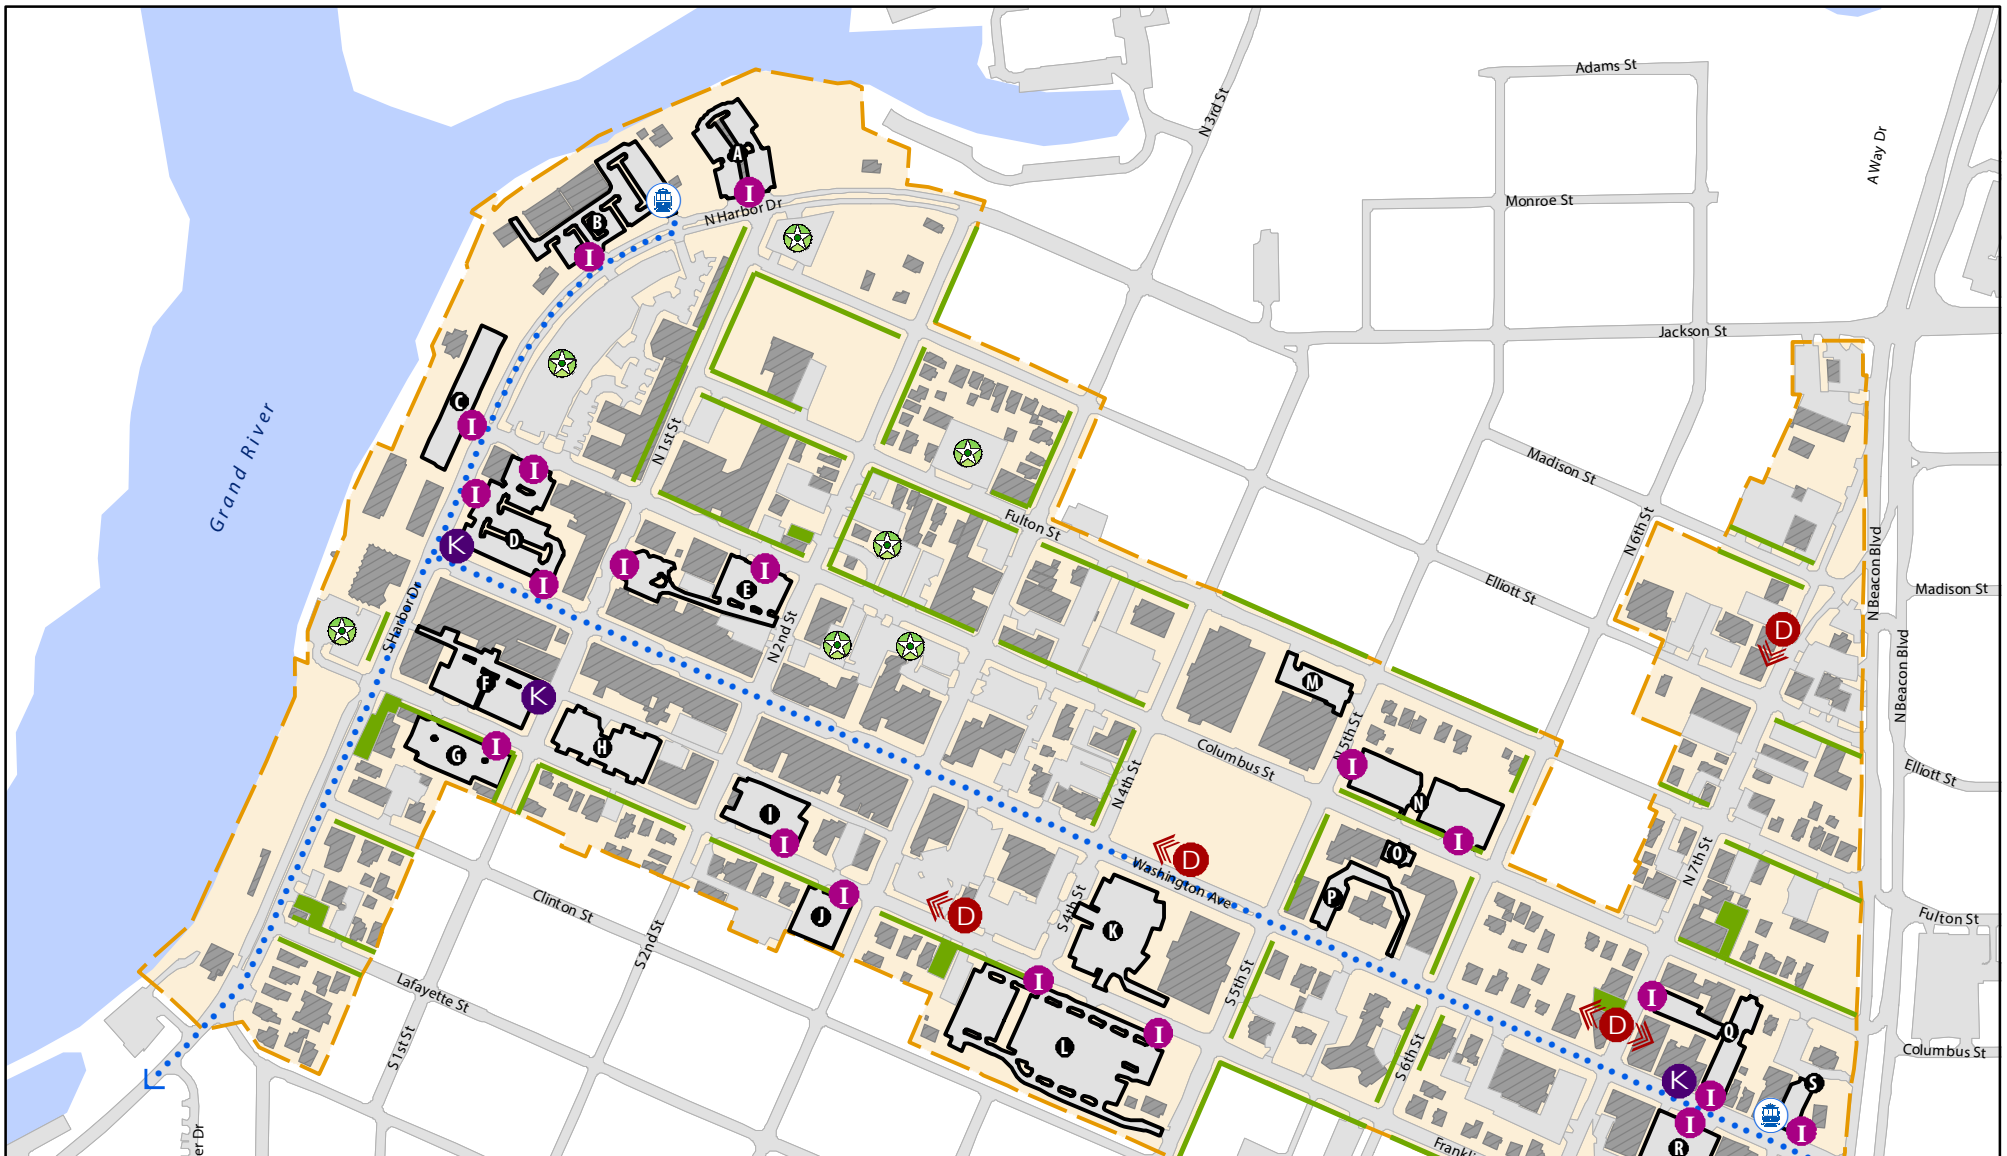 Adams St
N 3rd St
A Way Dr
A
I
Monroe St
N Harbor Dr
B
I
Jackson St
Grand River
C
I
N 1st St
I
I
Madison St
Fulton St
N 6th St
K
D
I
I
E
I
Elliott St
N Beacon Blvd
Madison St
S Harbor Dr
N 2nd St
D
N Beacon Blvd
F
K
M
G
I
H
N 5th St
Columbus St
I
N 4th St
Elliott St
I
I
N
I
O
D
Washington Ave
N 7th St
P
Clinton St
I
J
D
S 4th St
K
Fulton St
S 2nd St
Lafayette St
I
S 5th St
I
D
Q
S 1st St
L
I
S 6th St
Columbus St
K
I
S
I
I
R
er Dr
Frankli
L